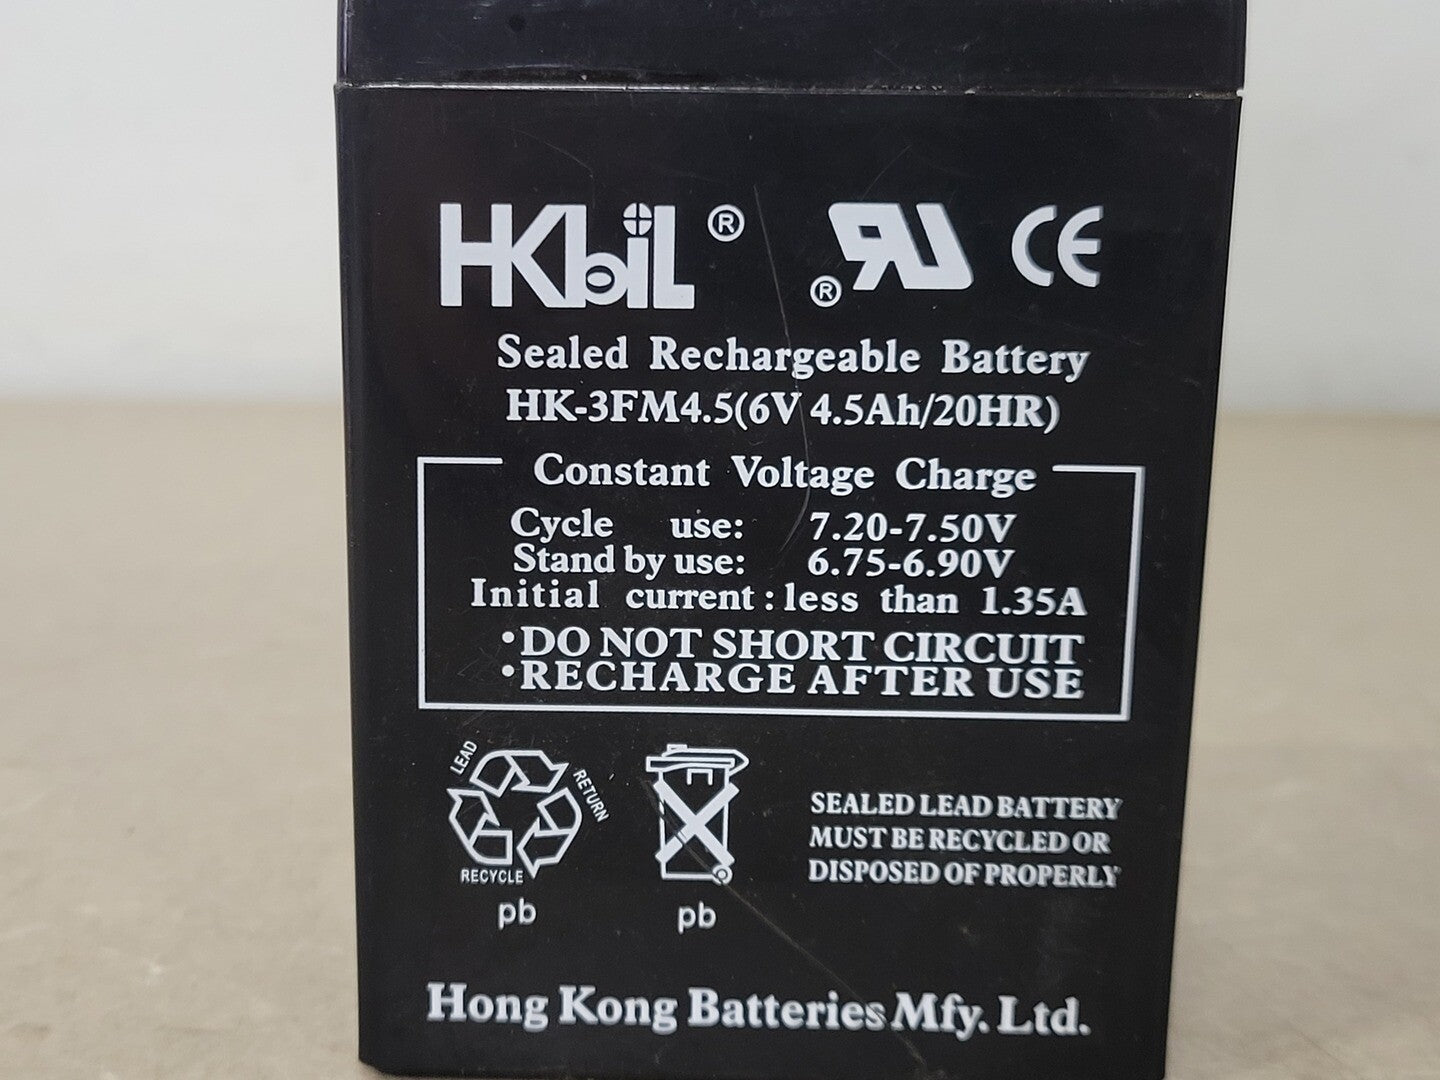 HKbiL ® ® RU CE
Sealed Rechargeable Battery
HK-3FM4.5(6V 4.5Ah/20HR)
Constant Voltage Charge
Cycle use: 7.20-7.50V
Stand by use: 6.75-6.90V
Initial current : less than 1.35A
•DO NOT SHORT CIRCUIT
•RECHARGE AFTER USE
LEAD
RETURN
RECYCLE
pb
pb
SEALED LEAD BATTERY
MUST BE RECYCLED OR
DISPOSED OF PROPERLY
Hong Kong Batteries Mfy. Ltd.